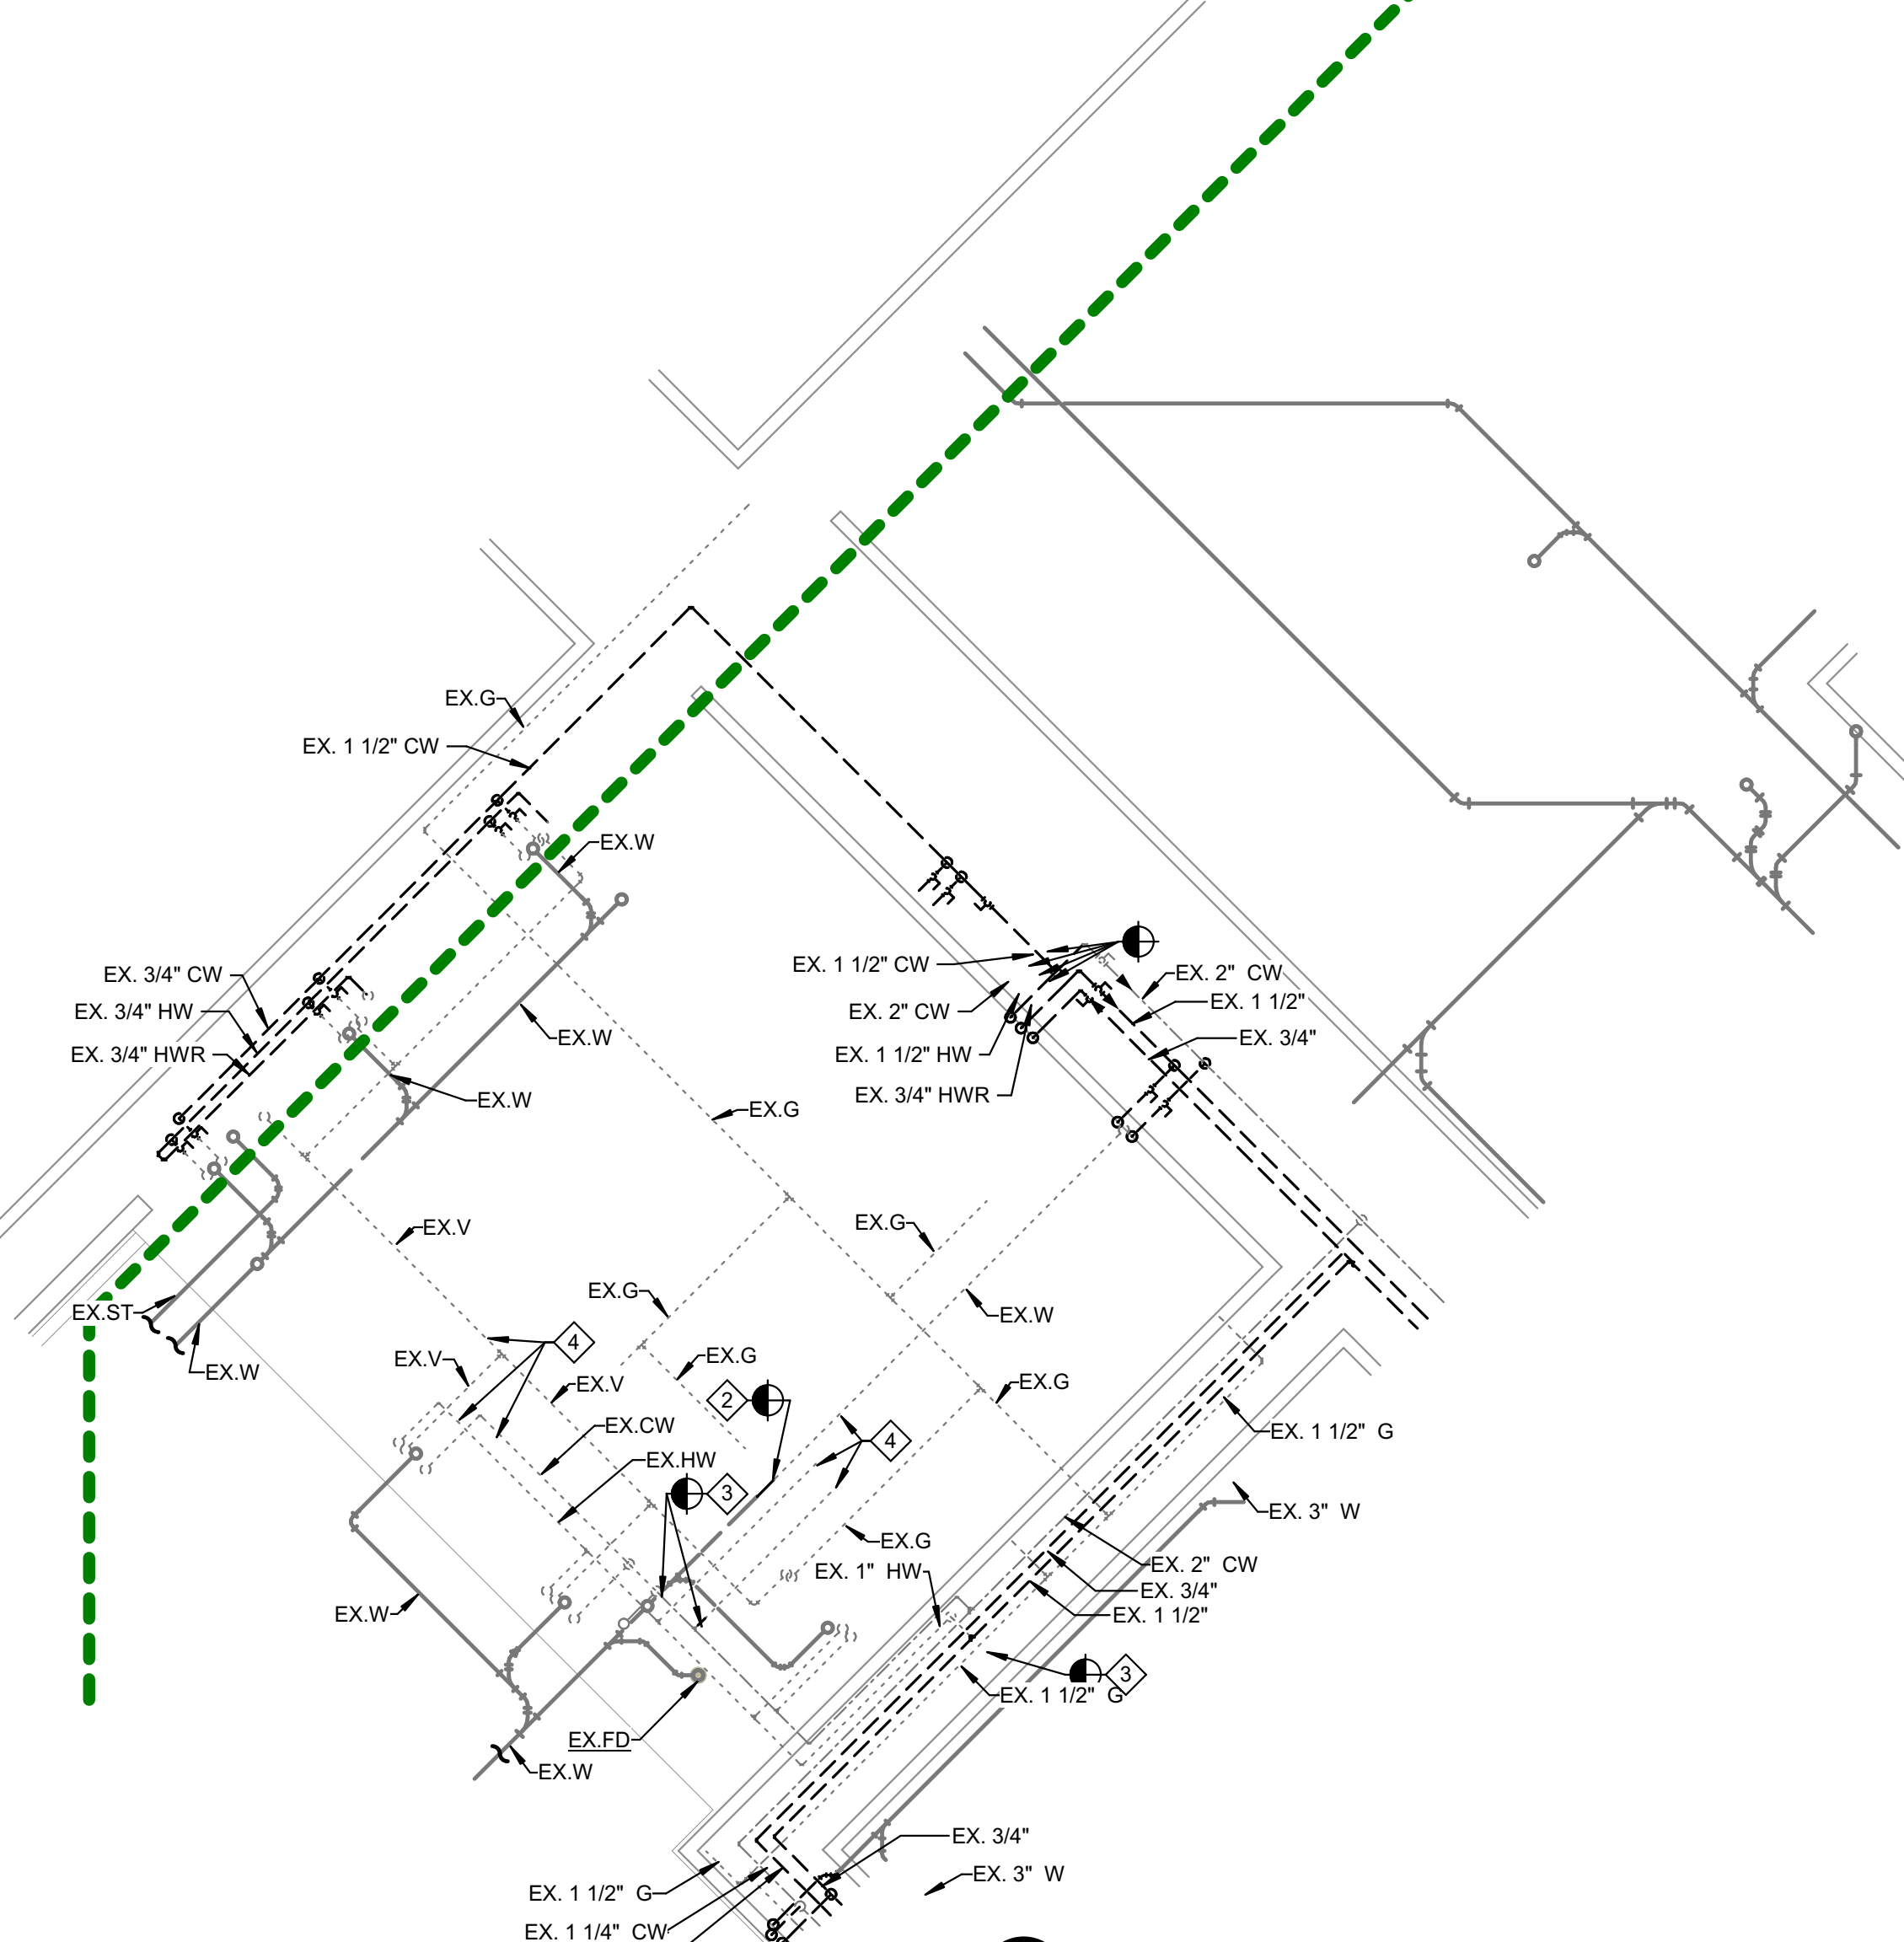 EX.G
EX. 1 1/2" CW
EX.W
EX. 3/4" CW
EX. 1 1/2" CW
EX. 2"  CW
EX. 3/4" HW
EX. 2" CW
EX. 1 1/2"
EX. 3/4" HWR
EX.W
EX. 1 1/2" HW
EX. 3/4"
EX.W
EX. 3/4" HWR
EX.G
EX.V
EX.G
EX.G
EX.W
EX.ST
4
EX.V
EX.G
EX.W
EX.V
2
EX.G
EX.CW
4
EX. 1 1/2"  G
EX.HW
3
EX. 3"  W
EX.G
EX. 1"  HW
EX. 2"  CW
EX. 3/4"
EX.W
EX. 1 1/2"
3
EX. 1 1/2"  G
EX.FD
EX.W
EX. 3/4"
EX. 3"  W
EX. 1 1/2"  G
EX. 1 1/4"  CW